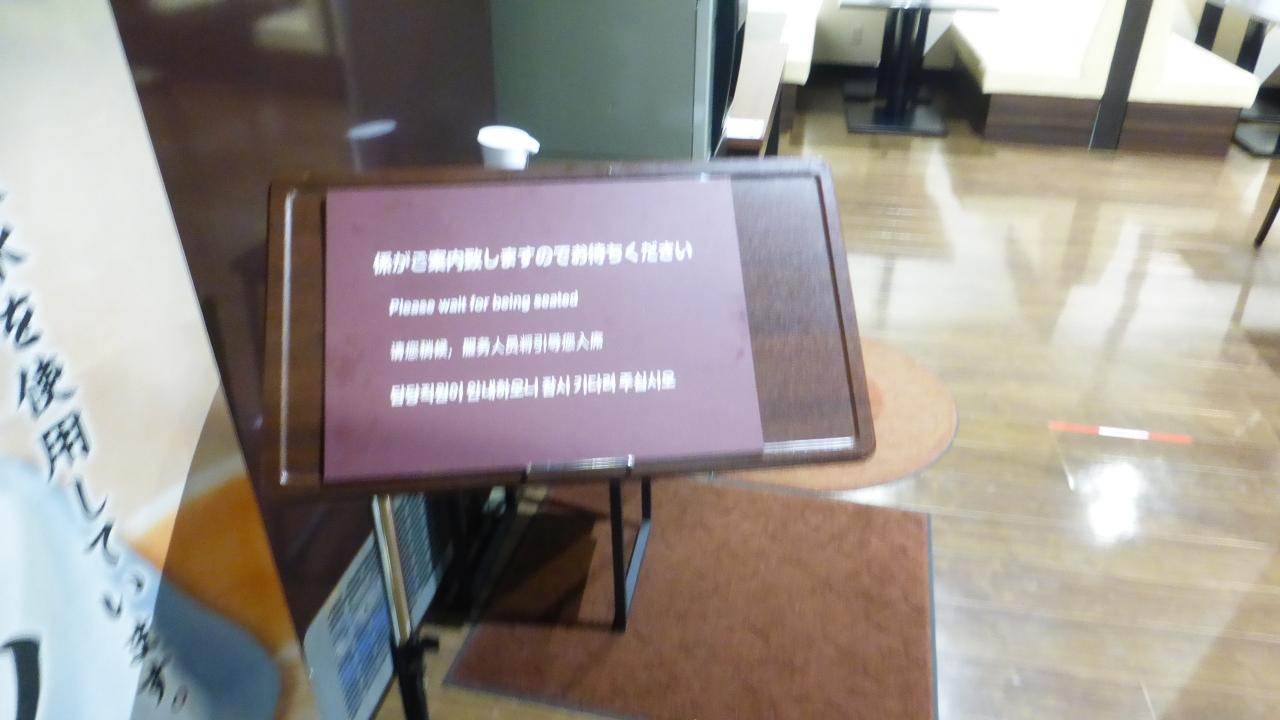 係がご案内致しますのでお待ちください
Please wait for being seated
请您稍候，服务人员将引导您入席
담당직원이 안내하오니 잠시 기다려 주십시오
水を使用しています。